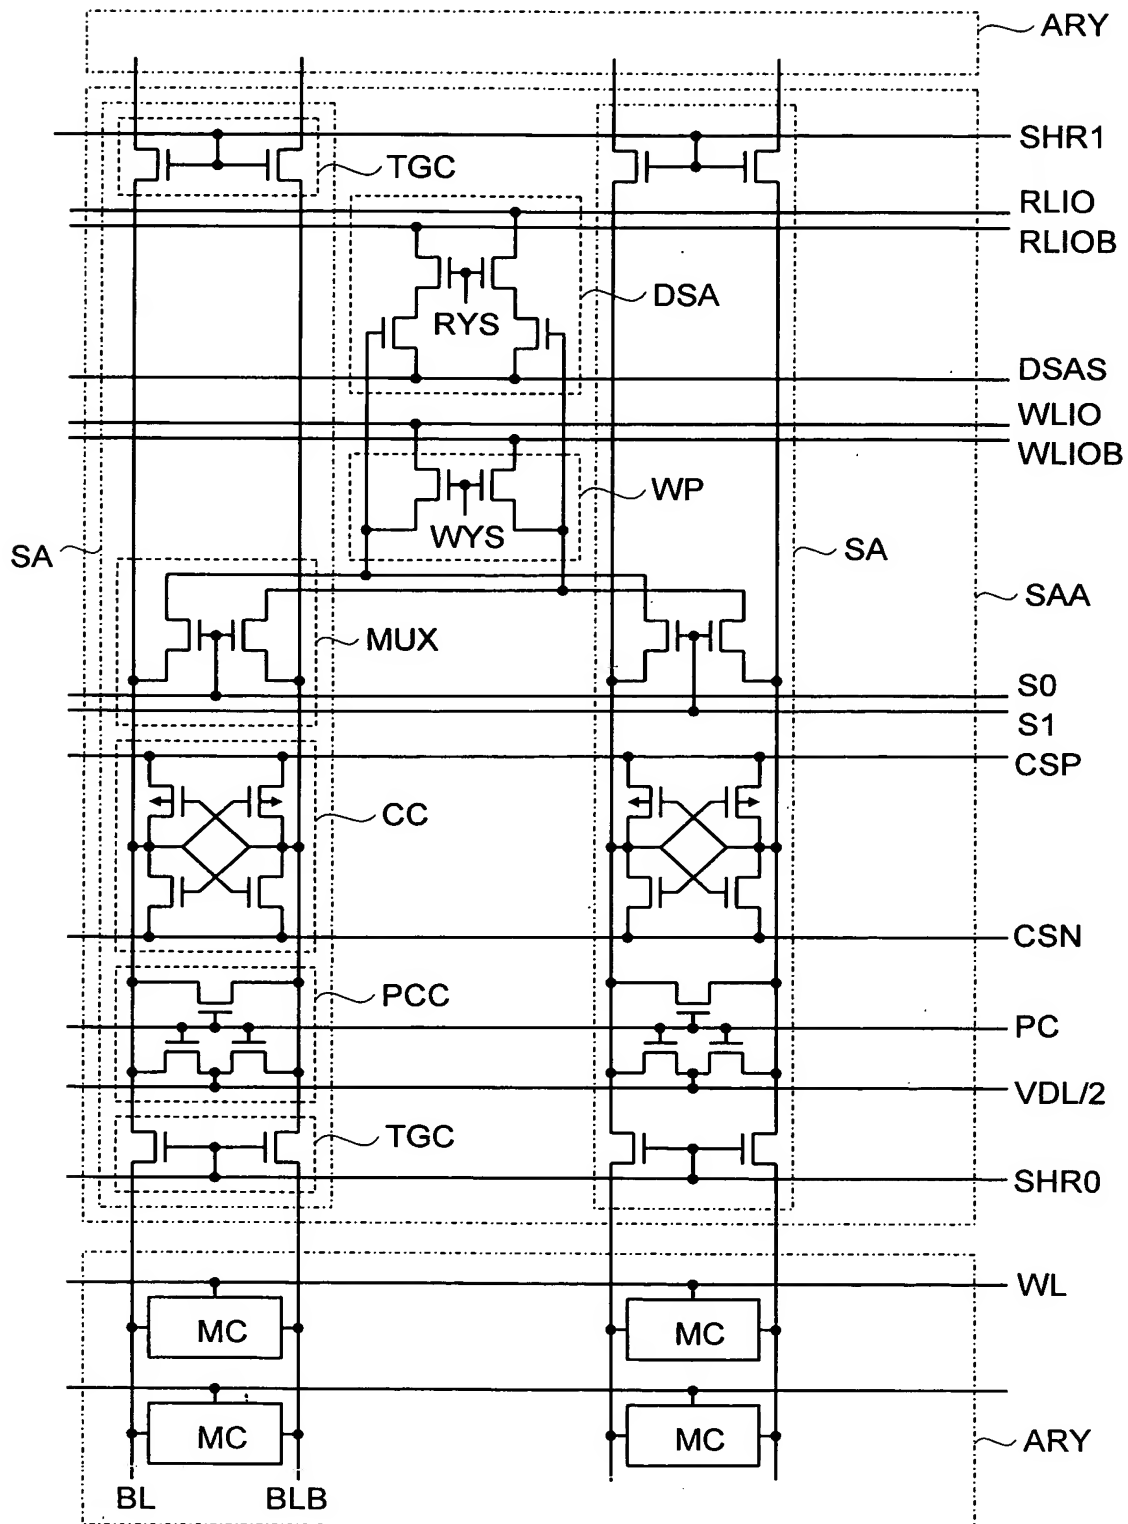 ARY
SHR1
TGC
RLIO
RLIOB
DSA
RYS
DSAS
WLIO
WLIOB
WP
WYS
SA
SA
SAA
MUX
S0
S1
CSP
CC
CSN
PCC
PC
VDL/2
TGC
SHR0
WL
MC
MC
MC
MC
ARY
BL
BLB